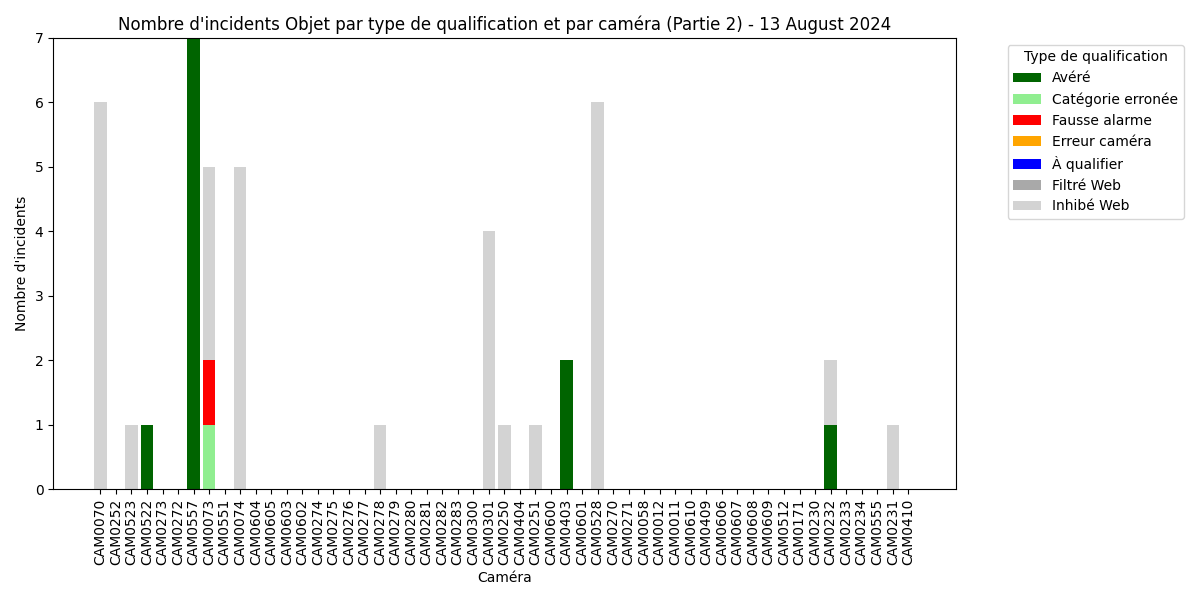 Nombre d'incidents Objet par type de qualification et par caméra (Partie 2) - 13 August 2024
Nombre d'incidents
7
6
5
4
3
2
1
0
CAM0070
CAM0252
CAM0523
CAM0522
CAM0273
CAM0272
CAM0557
CAM0073
CAM0551
CAM0074
CAM0604
CAM0605
CAM0603
CAM0602
CAM0274
CAM0275
CAM0276
CAM0277
CAM0278
CAM0279
CAM0280
CAM0281
CAM0282
CAM0283
CAM0300
CAM0301
CAM0250
CAM0404
CAM0251
CAM0600
CAM0403
CAM0601
CAM0528
CAM0270
CAM0271
CAM0058
CAM0012
CAM0011
CAM0610
CAM0409
CAM0606
CAM0607
CAM0608
CAM0609
CAM0512
CAM0171
CAM0230
CAM0232
CAM0233
CAM0234
CAM0555
CAM0231
CAM0410
Caméra
Type de qualification
Avéré
Catégorie erronée
Fausse alarme
Erreur caméra
À qualifier
Filtré Web
Inhibé Web